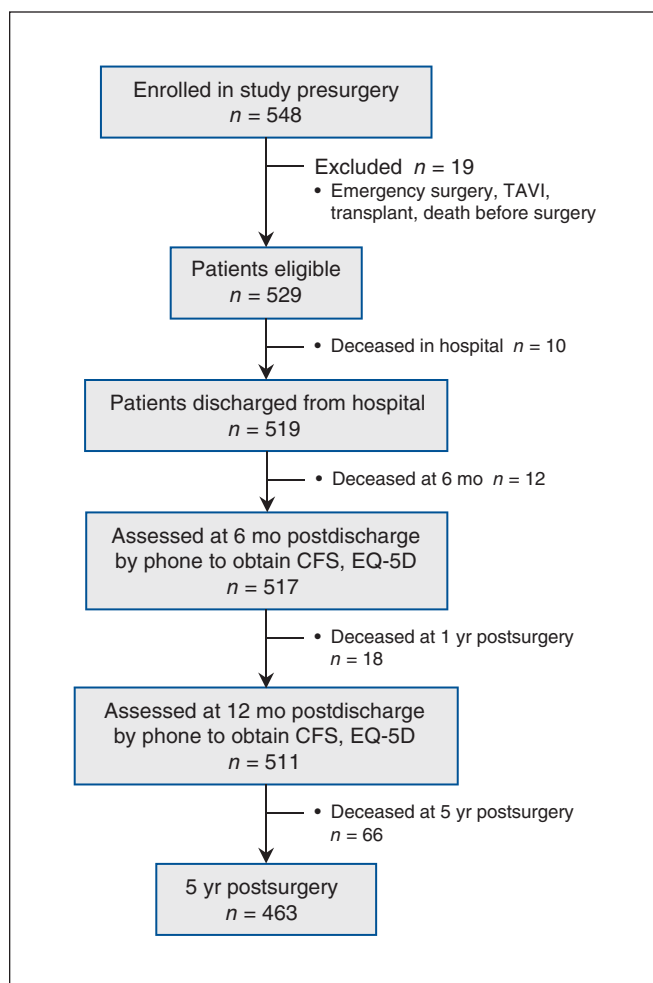 Enrolled in study presurgery
n = 548
Excluded n = 19
• Emergency surgery, TAVI,
transplant, death before surgery
Patients eligible
n = 529
• Deceased in hospital n = 10
Patients discharged from hospital
n = 519
• Deceased at 6 mo n = 12
Assessed at 6 mo postdischarge
by phone to obtain CFS, EQ-5D
n = 517
• Deceased at 1 yr postsurgery
n = 18
Assessed at 12 mo postdischarge
by phone to obtain CFS, EQ-5D
n = 511
• Deceased at 5 yr postsurgery
n = 66
5 yr postsurgery
n = 463